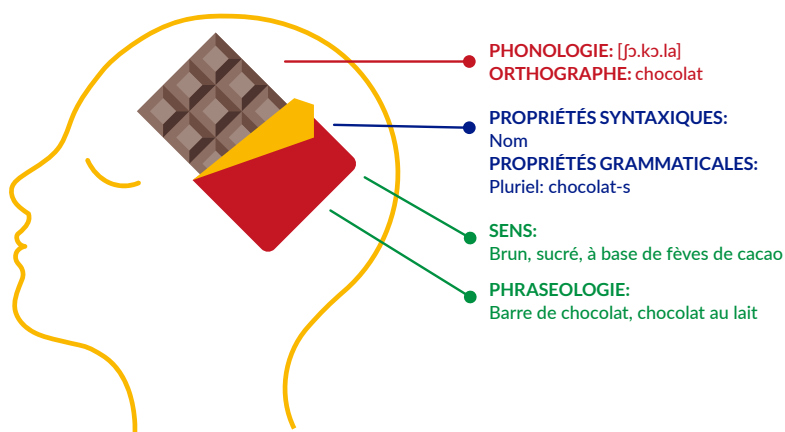 PHONOLOGIE: [ʃɔ.kɔ.la]
ORTHOGRAPHE: chocolat
PROPRIÉTÉS SYNTAXIQUES:
Nom
PROPRIÉTÉS GRAMMATICALES:
Pluriel: chocolat-s
SENS:
Brun, sucré, à base de fèves de cacao
PHRASEOLOGIE:
Barre de chocolat, chocolat au lait